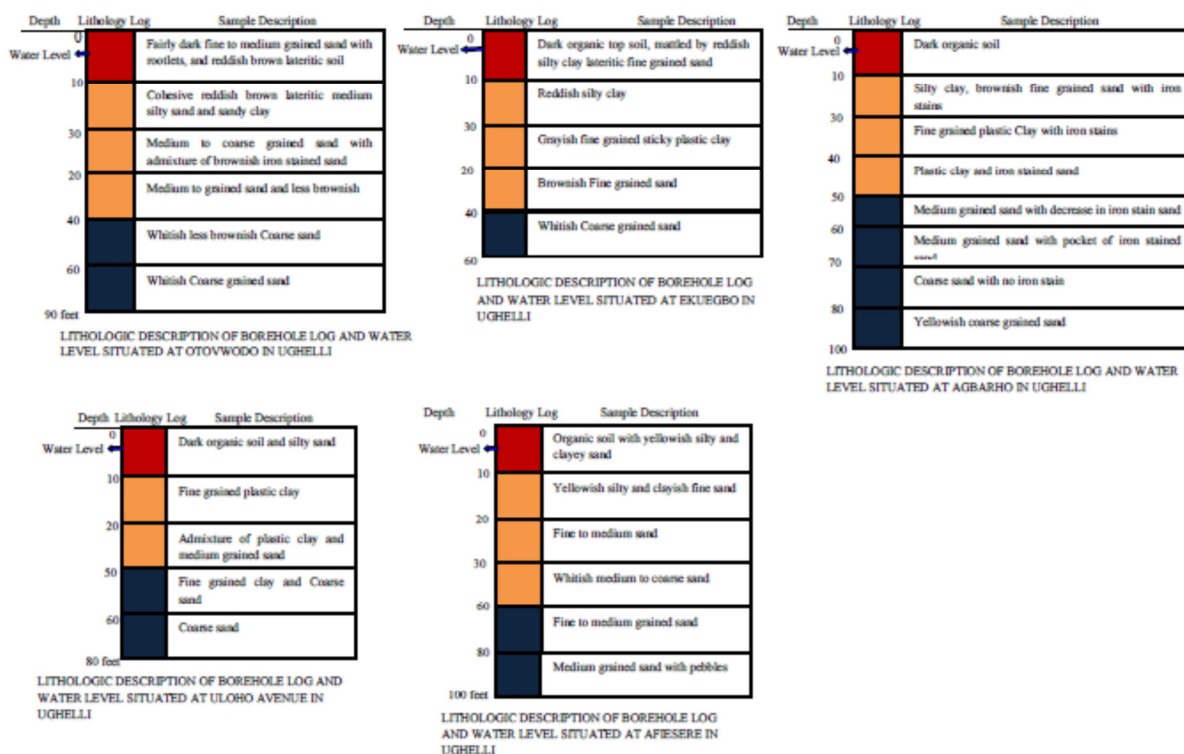 Depth Lithology Log Sample Description
0
Water Level
Fairly dark fine to medium grained sand with
rootlets, and reddish brown lateritic soil
10
Cohesive reddish brown lateritic medium
silty sand and sandy clay
30
Medium to coarse grained sand with
admixture of brownish iron stained sand
20
Medium to grained sand and less brownish
40
Whitish less brownish Coarse sand
60
Whitish Coarse grained sand
90 feet
LITHOLOGIC DESCRIPTION OF BOREHOLE LOG AND WATER
LEVEL SITUATED AT OTOVWODO IN UGHELLI
Depth Lithology Log Sample Description
0
Water Level
Dark organic top soil, mattled by reddish
silty clay lateritic fine grained sand
10
Reddish silty clay
30
Grayish fine grained sticky plastic clay
20
Brownish Fine grained sand
40
Whitish Coarse grained sand
60
LITHOLOGIC DESCRIPTION OF BOREHOLE LOG
AND WATER LEVEL SITUATED AT EKUEGBO IN
UGHELLI
Depth Lithology Log Sample Description
0
Water Level
Dark organic soil
10
Silty clay, brownish fine grained sand with iron
stains
30
Fine grained plastic Clay with iron stains
40
Plastic clay and iron stained sand
50
Medium grained sand with decrease in iron stain sand
60
Medium grained sand with pocket of iron stained
sand
70
Coarse sand with no iron stain
80
Yellowish coarse grained sand
100
LITHOLOGIC DESCRIPTION OF BOREHOLE LOG AND WATER
LEVEL SITUATED AT AGBARHO IN UGHELLI
Depth Lithology Log Sample Description
0
Water Level
Dark organic soil and silty sand
10
Fine grained plastic clay
20
Admixture of plastic clay and
medium grained sand
50
Fine grained clay and Coarse
sand
60
Coarse sand
80 feet
LITHOLOGIC DESCRIPTION OF BOREHOLE LOG AND
WATER LEVEL SITUATED AT ULOHO AVENUE IN
UGHELLI
Depth Lithology Log Sample Description
0
Water Level
Organic soil with yellowish silty and
clayey sand
10
Yellowish silty and clayish fine sand
20
Fine to medium sand
30
Whitish medium to coarse sand
60
Fine to medium grained sand
80
Medium grained sand with pebbles
100 feet
LITHOLOGIC DESCRIPTION OF BOREHOLE LOG
AND WATER LEVEL SITUATED AT AFIESERE IN
UGHELLI